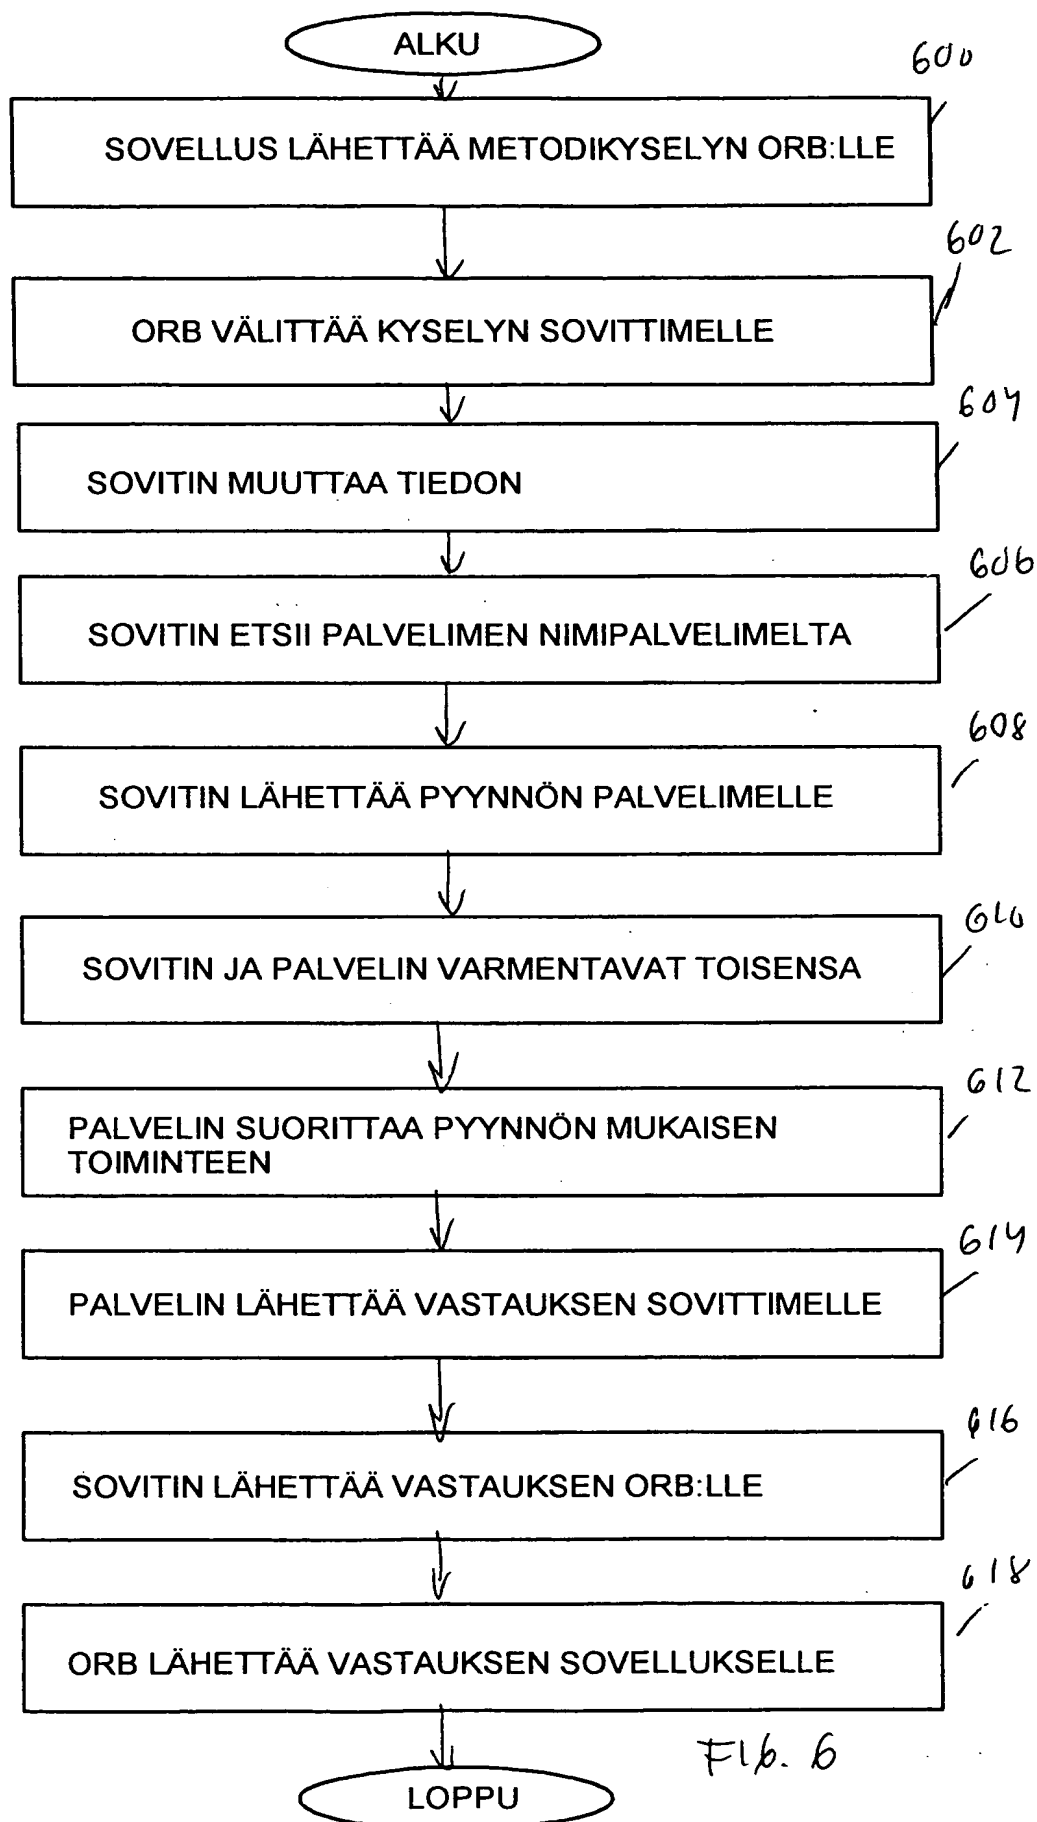 ALKU
600
SOVELLUS LÄHETTÄÄ METODIKYSELYN ORB:LLE
602
ORB VÄLITTÄÄ KYSELYN SOVITTIMELLE
604
SOVITIN MUUTTAA TIEDON
606
SOVITIN ETSII PALVELIMEN NIMIPALVELIMELTA
608
SOVITIN LÄHETTÄÄ PYYNNÖN PALVELIMELLE
610
SOVITIN JA PALVELIN VARMENTAVAT TOISENSA
612
PALVELIN SUORITTAA PYYNNÖN MUKAISEN
TOIMINTEEN
614
PALVELIN LÄHETTÄÄ VASTAUKSEN SOVITTIMELLE
616
SOVITIN LÄHETTÄÄ VASTAUKSEN ORB:LLE
618
ORB LÄHETTÄÄ VASTAUKSEN SOVELLUKSELLE
FIG. 6
LOPPU